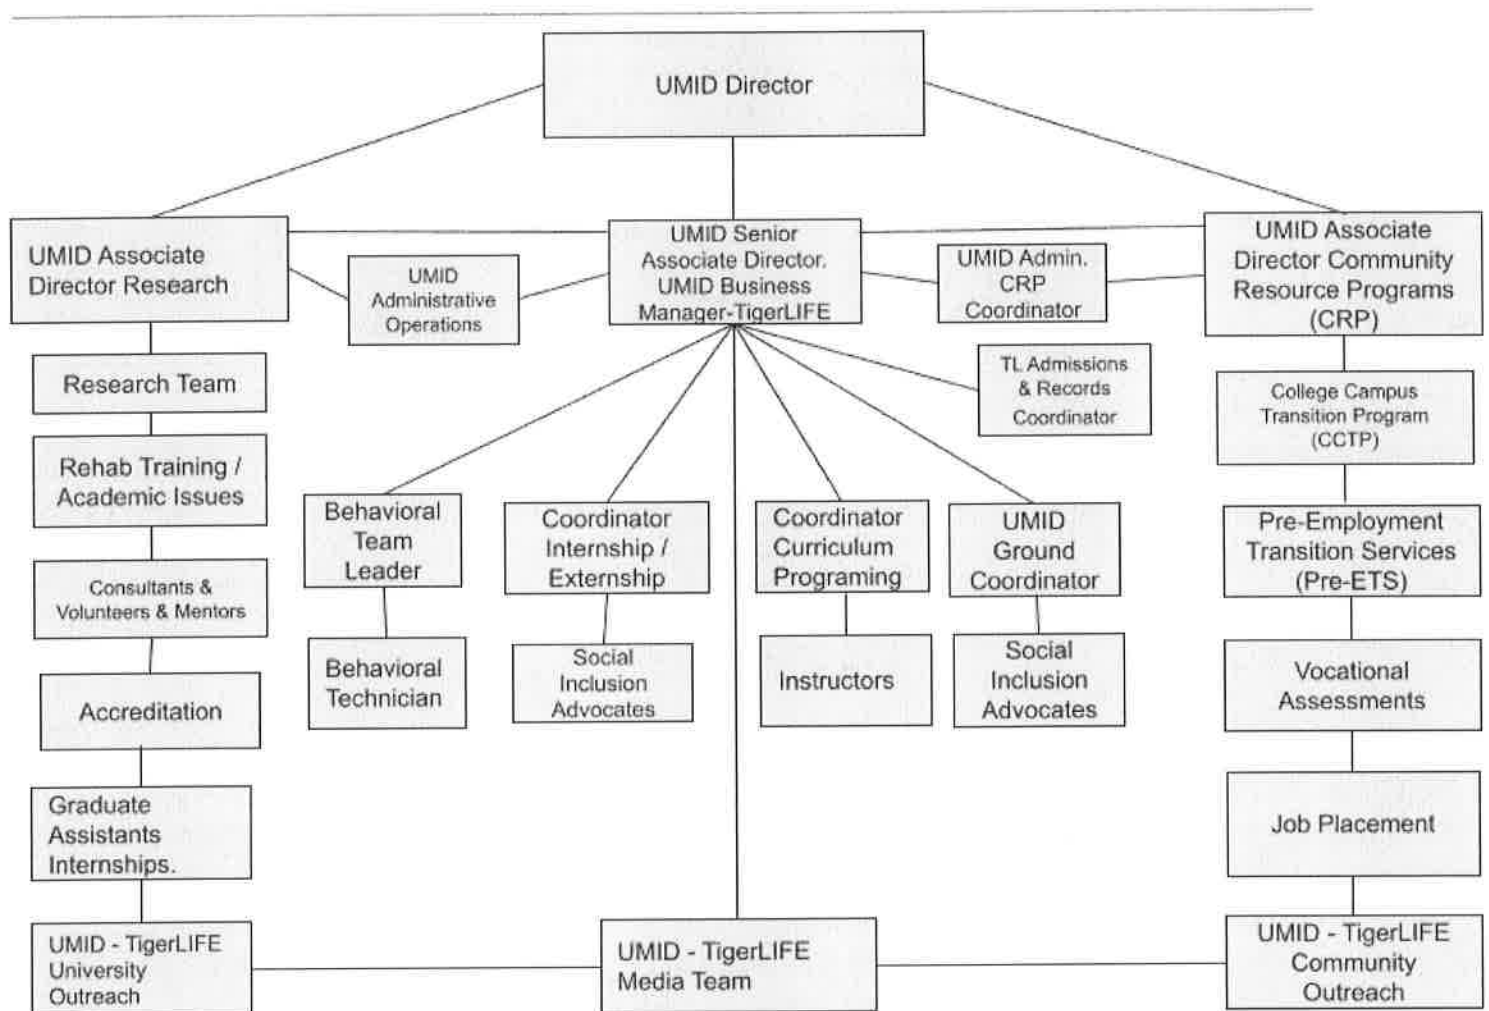 UMID Director
UMID Associate
Director Research
UMID
Administrative
Operations
UMID Senior
Associate Director.
UMID Business
Manager-TigerLIFE
UMID Admin.
CRP
Coordinator
UMID Associate
Director Community
Resource Programs
(CRP)
Research Team
TL Admissions
& Records
Coordinator
College Campus
Transition Program
(CCTP)
Rehab Training /
Academic Issues
Behavioral
Team
Leader
Coordinator
Internship /
Externship
Coordinator
Curriculum
Programing
UMID
Ground
Coordinator
Pre-Employment
Transition Services
(Pre-ETS)
Consultants &
Volunteers & Mentors
Behavioral
Technician
Social
Inclusion
Advocates
Instructors
Social
Inclusion
Advocates
Vocational
Assessments
Accreditation
Graduate
Assistants
Internships.
Job Placement
UMID - TigerLIFE
University
Outreach
UMID - TigerLIFE
Media Team
UMID - TigerLIFE
Community
Outreach